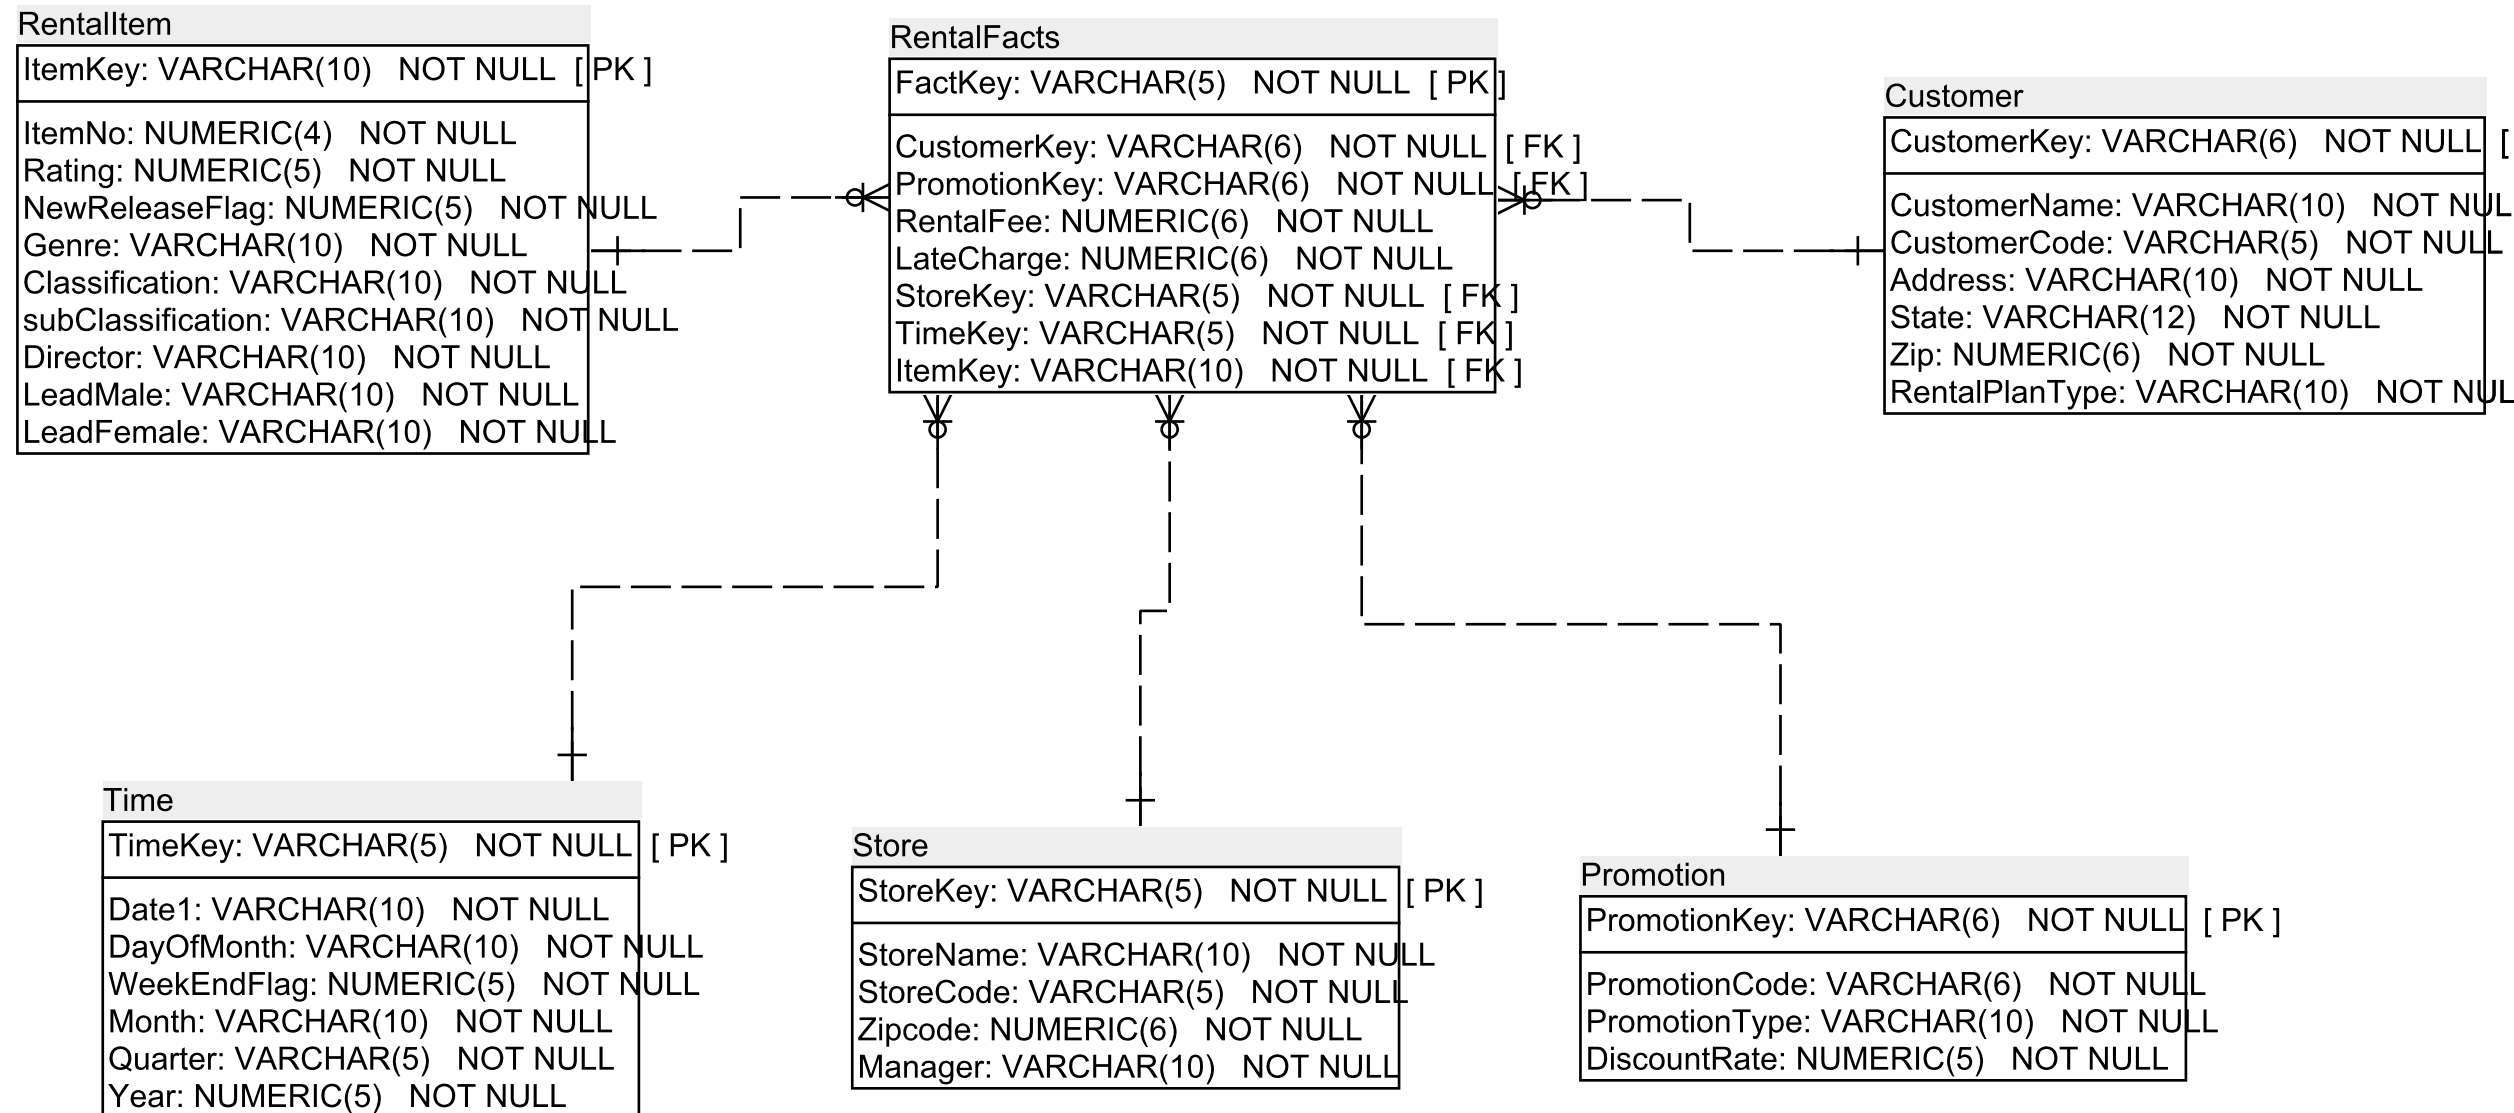 RentalItem
ItemKey: VARCHAR(10) NOT NULL [ PK ]
ItemNo: NUMERIC(4) NOT NULL
Rating: NUMERIC(5) NOT NULL
NewReleaseFlag: NUMERIC(5) NOT NULL
Genre: VARCHAR(10) NOT NULL
Classification: VARCHAR(10) NOT NULL
subClassification: VARCHAR(10) NOT NULL
Director: VARCHAR(10) NOT NULL
LeadMale: VARCHAR(10) NOT NULL
LeadFemale: VARCHAR(10) NOT NULL
RentalFacts
FactKey: VARCHAR(5) NOT NULL [ PK ]
CustomerKey: VARCHAR(6) NOT NULL [ FK ]
PromotionKey: VARCHAR(6) NOT NULL [ FK ]
RentalFee: NUMERIC(6) NOT NULL
LateCharge: NUMERIC(6) NOT NULL
StoreKey: VARCHAR(5) NOT NULL [ FK ]
TimeKey: VARCHAR(5) NOT NULL [ FK ]
ItemKey: VARCHAR(10) NOT NULL [ FK ]
Customer
CustomerKey: VARCHAR(6) NOT NULL [
CustomerName: VARCHAR(10) NOT NUL
CustomerCode: VARCHAR(5) NOT NULL
Address: VARCHAR(10) NOT NULL
State: VARCHAR(12) NOT NULL
Zip: NUMERIC(6) NOT NULL
RentalPlanType: VARCHAR(10) NOT NUL
Time
TimeKey: VARCHAR(5) NOT NULL [ PK ]
Date1: VARCHAR(10) NOT NULL
DayOfMonth: VARCHAR(10) NOT NULL
WeekEndFlag: NUMERIC(5) NOT NULL
Month: VARCHAR(10) NOT NULL
Quarter: VARCHAR(5) NOT NULL
Year: NUMERIC(5) NOT NULL
Store
StoreKey: VARCHAR(5) NOT NULL [ PK ]
StoreName: VARCHAR(10) NOT NULL
StoreCode: VARCHAR(5) NOT NULL
Zipcode: NUMERIC(6) NOT NULL
Manager: VARCHAR(10) NOT NULL
Promotion
PromotionKey: VARCHAR(6) NOT NULL [ PK ]
PromotionCode: VARCHAR(6) NOT NULL
PromotionType: VARCHAR(10) NOT NULL
DiscountRate: NUMERIC(5) NOT NULL